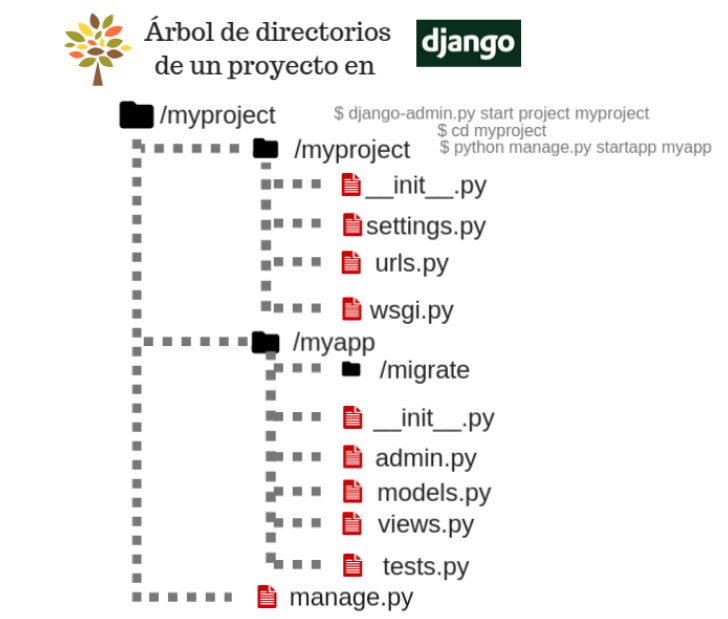 Árbol de directorios
de un proyecto en
django
/myproject
$ django-admin.py start project myproject
$ cd myproject
$ python manage.py startapp myapp
/myproject
__init__.py
settings.py
urls.py
wsgi.py
/myapp
/migrate
__init__.py
admin.py
models.py
views.py
tests.py
manage.py